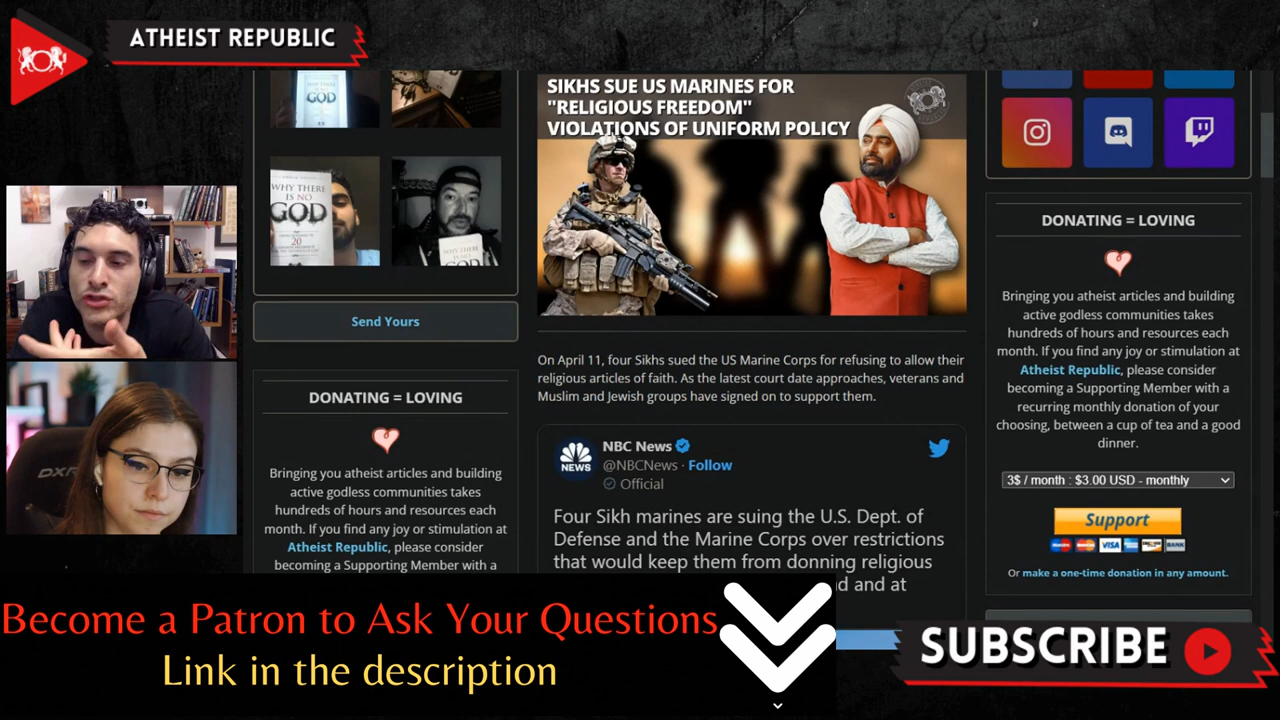 ATHEIST REPUBLIC
GOD
WHY THERE
IS NO
GOD
20
GOD
Send Yours
DONATING = LOVING
Bringing you atheist articles and building
active godless communities takes
hundreds of hours and resources each
month. If you find any joy or stimulation at
Atheist Republic, please consider
becoming a Supporting Member with a
SIKHS SUE US MARINES FOR
"RELIGIOUS FREEDOM"
VIOLATIONS OF UNIFORM POLICY
On April 11, four Sikhs sued the US Marine Corps for refusing to allow their
religious articles of faith. As the latest court date approaches, veterans and
Muslim and Jewish groups have signed on to support them.
NEWS
NBC News
@NBCNews · Follow
Official
Four Sikh marines are suing the U.S. Dept. of
Defense and the Marine Corps over restrictions
that would keep them from donning religious
d and at
DONATING = LOVING
Bringing you atheist articles and building
active godless communities takes
hundreds of hours and resources each
month. If you find any joy or stimulation at
Atheist Republic, please consider
becoming a Supporting Member with a
recurring monthly donation of your
choosing, between a cup of tea and a good
dinner.
3$ / month : $3.00 USD - monthly
Support
VISA
BANK
Or make a one-time donation in any amount.
DXR
Become a Patron to Ask Your Questions
Link in the description
SUBSCRIBE